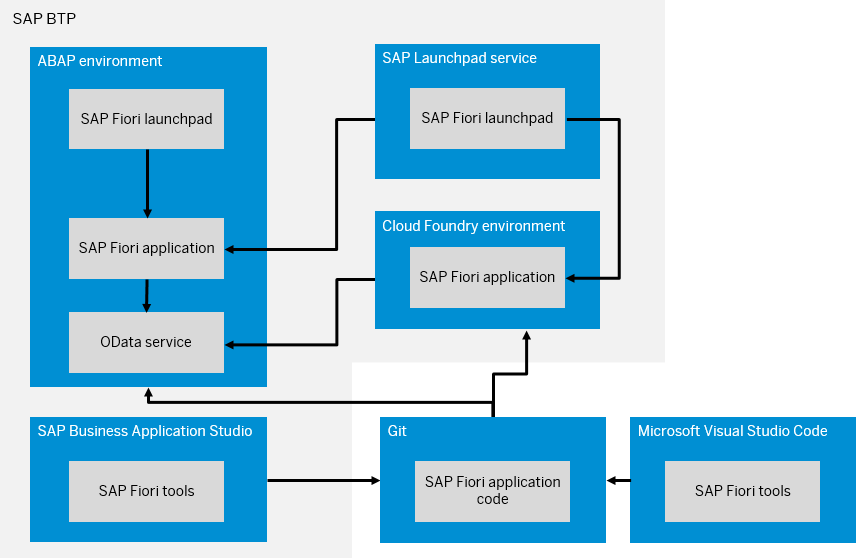 SAP BTP
ABAP environment
SAP Fiori launchpad
SAP Fiori application
OData service
SAP Launchpad service
SAP Fiori launchpad
Cloud Foundry environment
SAP Fiori application
SAP Business Application Studio
SAP Fiori tools
Git
SAP Fiori application
code
Microsoft Visual Studio Code
SAP Fiori tools